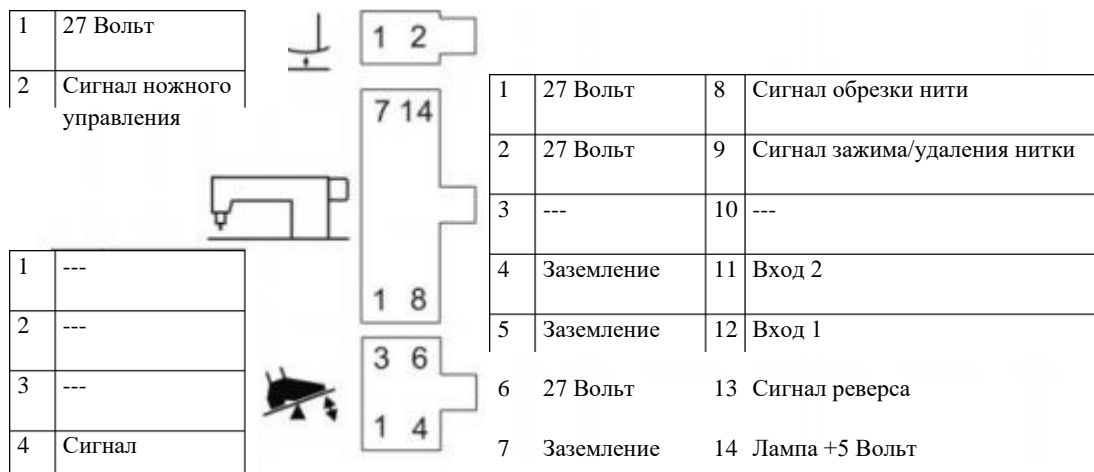 1 27 Вольт
2 Сигнал ножного
управления
1 2
7 14
1 8
3 6
1 4
1 27 Вольт 8 Сигнал обрезки нити
2 27 Вольт 9 Сигнал зажима/удаления нитки
3 --- 10 ---
4 Заземление 11 Вход 2
5 Заземление 12 Вход 1
6 27 Вольт 13 Сигнал реверса
7 Заземление 14 Лампа +5 Вольт
1 ---
2 ---
3 ---
4 Сигнал